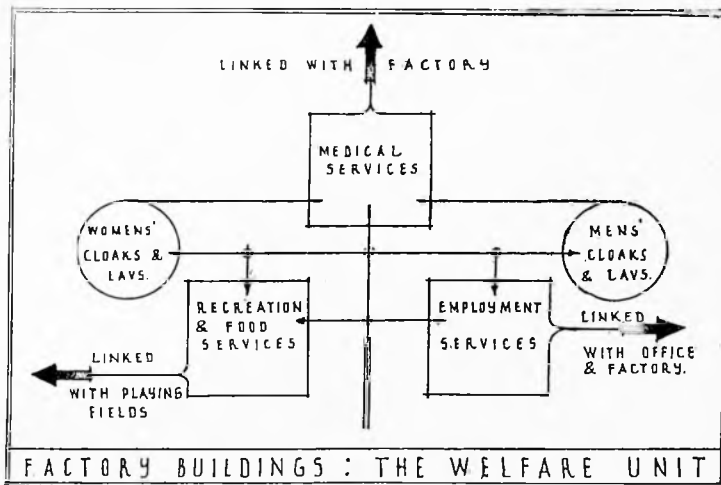 LINKED WITH FACTORY
MEDICAL
SERVICES
WOMENS'
CLOAKS &
LAVS.
MENS'
CLOAKS
& LAVS.
RECREATION
& FOOD
SERVICES
EMPLOYMENT
SERVICES
LINKED
WITH OFFICE
& FACTORY.
LINKED
WITH PLAYING
FIELDS
FACTORY BUILDINGS : THE WELFARE UNIT